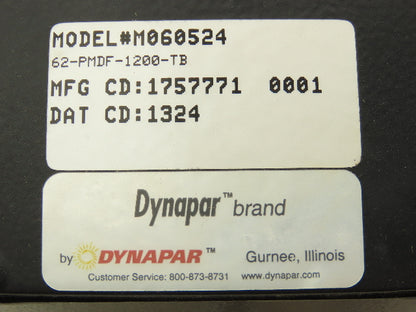 MODEL#M060524
62-PMDF-1200-TB
MFG CD:1757771 0001
DAT CD:1324
Dynapar™ brand
by DYNAPAR™ Gurnee, Illinois
Customer Service: 800-873-8731 www.dynapar.com